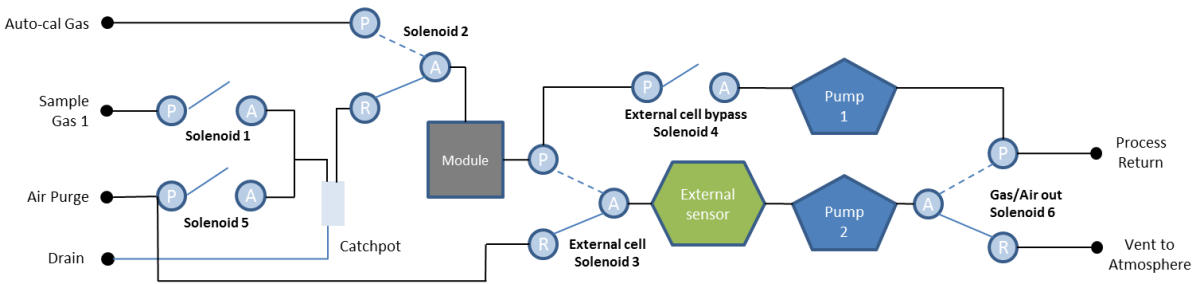 Auto-cal Gas
P
Solenoid 2
A
Sample
Gas 1
P
A
Solenoid 1
R
P
A
External cell bypass
Solenoid 4
Pump
1
Module
P
P
Process
Return
Air Purge
P
A
Solenoid 5
Catchpot
A
External
sensor
Pump
2
A
Gas/Air out
Solenoid 6
R
External cell
Solenoid 3
R
Vent to
Atmosphere
Drain